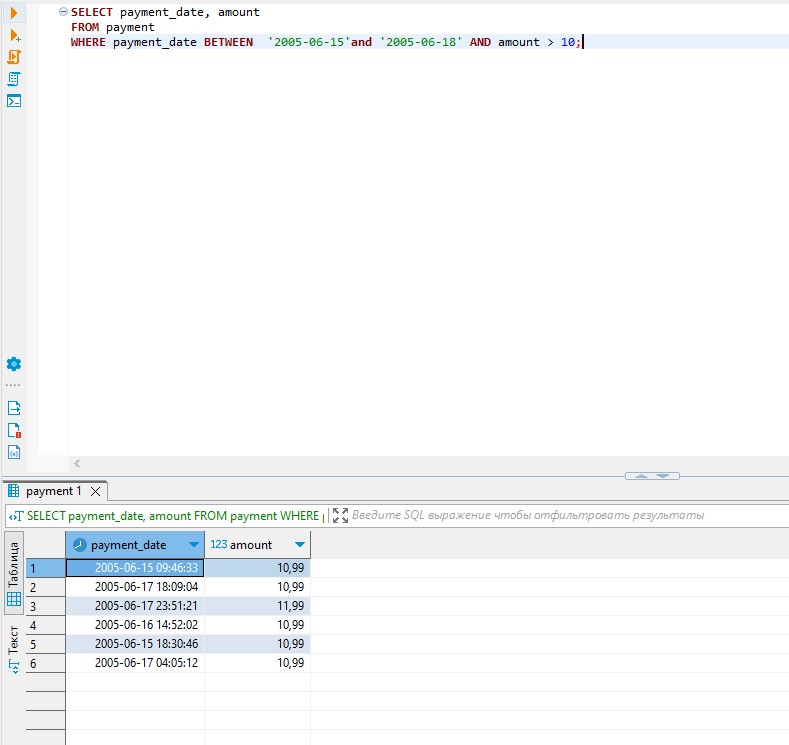 SELECT payment_date, amount
FROM payment
WHERE payment_date BETWEEN  '2005-06-15'and '2005-06-18' AND amount > 10;
payment 1
SELECT payment_date, amount FROM payment WHERE
Введите SQL выражение чтобы отфильтровать результаты
Таблица
Текст
payment_date 123 amount
1 2005-06-15 09:46:33 10,99
2 2005-06-17 18:09:04 10,99
3 2005-06-17 23:51:21 11,99
4 2005-06-16 14:52:02 10,99
5 2005-06-15 18:30:46 10,99
6 2005-06-17 04:05:12 10,99